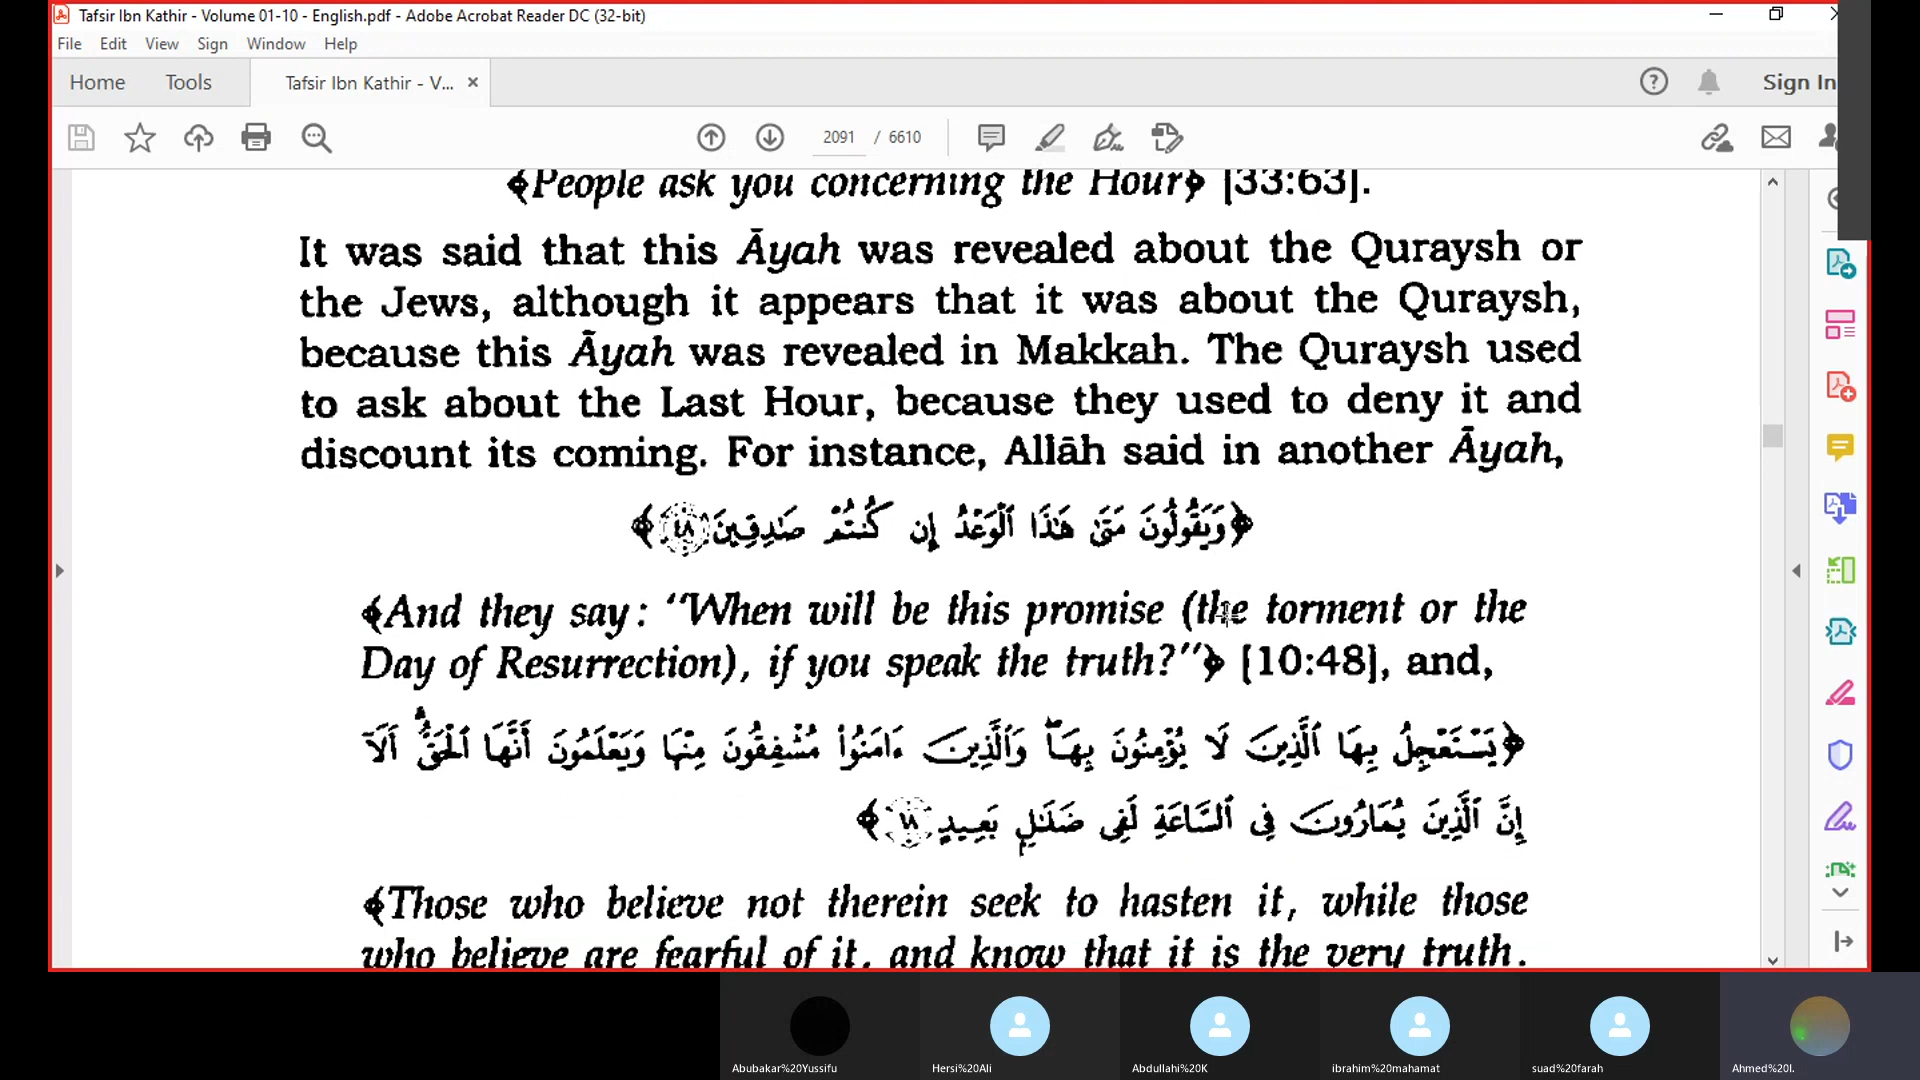 Tafsir Ibn Kathir - Volume 01-10 - English.pdf - Adobe Acrobat Reader DC (32-bit)
File Edit View Sign Window Help
Home Tools Tafsir Ibn Kathir - V... × Sign In
2091 / 6610
﴾People ask you concerning the Hour﴿ [33:63].
It was said that this Āyah was revealed about the Quraysh or
the Jews, although it appears that it was about the Quraysh,
because this Āyah was revealed in Makkah. The Quraysh used
to ask about the Last Hour, because they used to deny it and
discount its coming. For instance, Allāh said in another Āyah,
﴿وَيَقُولُونَ مَتَىٰ هَٰذَا ٱلْوَعْدُ إِن كُنتُمْ صَٰدِقِينَ ٤٨﴾
﴾And they say: "When will be this promise (the torment or the
Day of Resurrection), if you speak the truth?"﴿ [10:48], and,
﴿يَسْتَعْجِلُ بِهَا ٱلَّذِينَ لَا يُؤْمِنُونَ بِهَا ۖ وَٱلَّذِينَ ءَامَنُوا۟ مُشْفِقُونَ مِنْهَا وَيَعْلَمُونَ أَنَّهَا ٱلْحَقُّ ۗ أَلَآ
إِنَّ ٱلَّذِينَ يُمَارُونَ فِى ٱلسَّاعَةِ لَفِى ضَلَٰلٍۭ بَعِيدٍ ١٨﴾
﴾Those who believe not therein seek to hasten it, while those
who believe are fearful of it, and know that it is the very truth.
Abubakar%20Yussifu Hersi%20Ali Abdullahi%20K ibrahim%20mahamat suad%20farah Ahmed%20I.